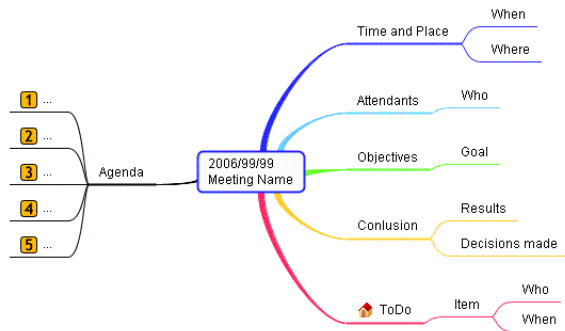 When
Time and Place
Where
1 ...
Attendants
Who
2 ...
2006/99/99
Meeting Name
Objectives
Goal
3 ...
Agenda
4 ...
Conlusion
Results
Decisions made
5 ...
ToDo
Item
Who
When